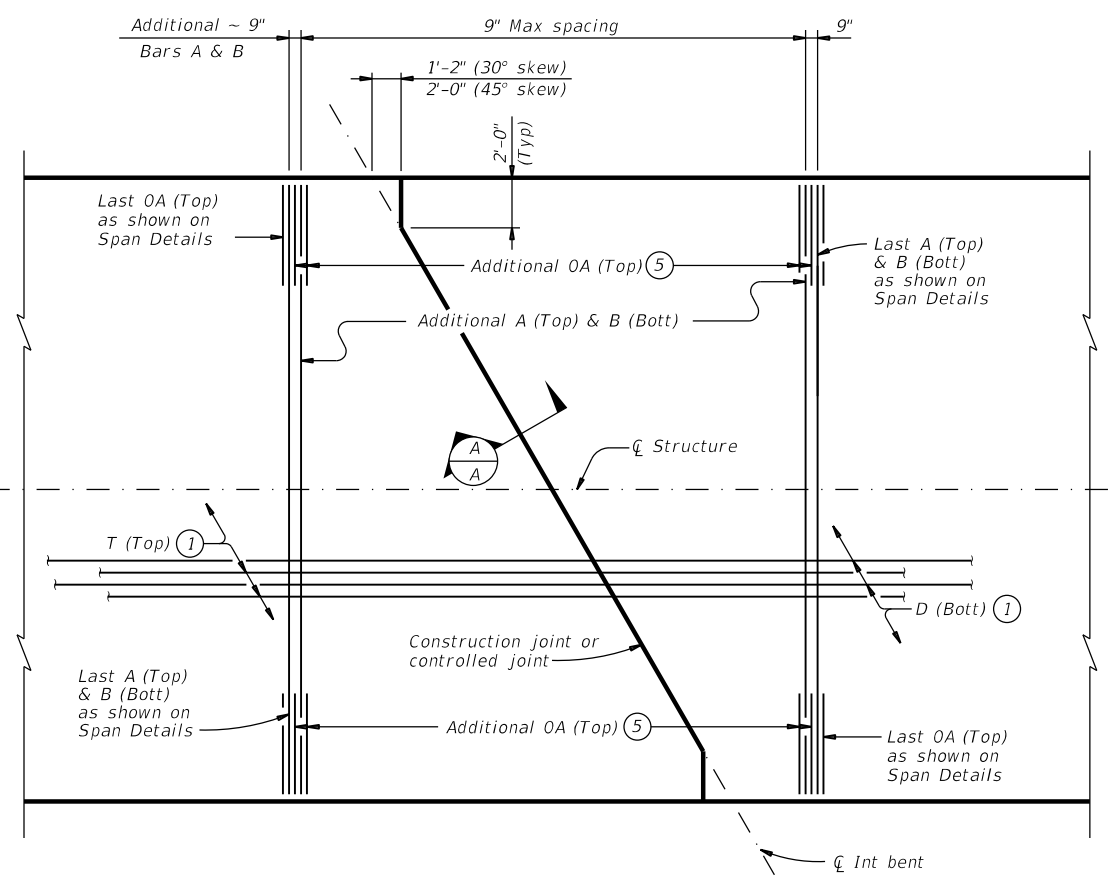 Additional ~ 9"
Bars A & B
9" Max spacing
9"
1'-2" (30° skew)
2'-0" (45° skew)
2'-0"
(Typ)
Last OA (Top)
as shown on
Span Details
Additional OA (Top) 5
Last A (Top)
& B (Bott)
as shown on
Span Details
Additional A (Top) & B (Bott)
A
A
℄ Structure
T (Top) 1
D (Bott) 1
Construction joint or
controlled joint
Last A (Top)
& B (Bott)
as shown on
Span Details
Additional OA (Top) 5
Last OA (Top)
as shown on
Span Details
℄ Int bent